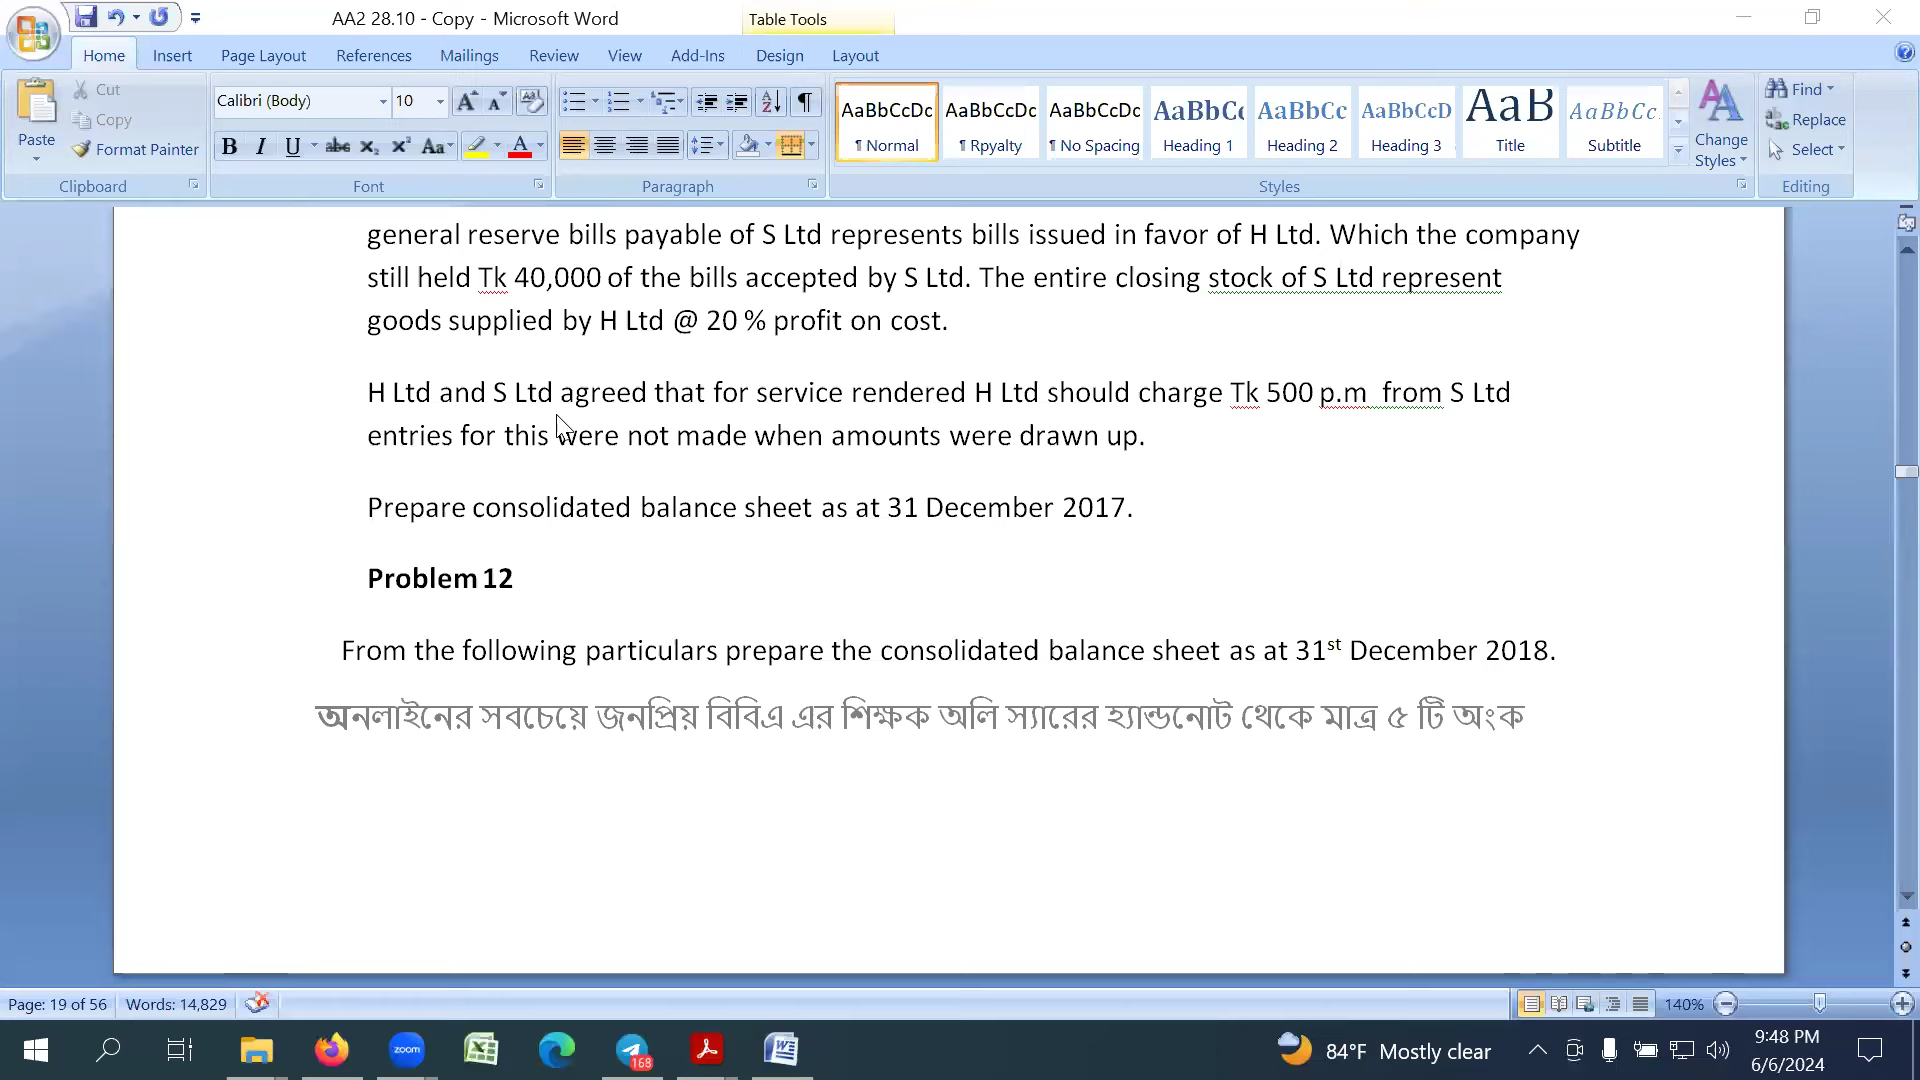 AA2 28.10 - Copy - Microsoft Word
Table Tools
Home Insert Page Layout References Mailings Review View Add-Ins Design Layout
Cut
Copy
Format Painter
Paste
Clipboard
Calibri (Body) 10
Font
Paragraph
AaBbCcDc AaBbCcDc AaBbCcDc AaBbCc AaBbCc AaBbCcD AaB AaBbCc.
¶ Normal ¶ Rpyalty ¶ No Spacing Heading 1 Heading 2 Heading 3 Title Subtitle
Change Styles
Styles
Find
Replace
Select
Editing
general reserve bills payable of S Ltd represents bills issued in favor of H Ltd. Which the company
still held Tk 40,000 of the bills accepted by S Ltd. The entire closing stock of S Ltd represent
goods supplied by H Ltd @ 20 % profit on cost.
H Ltd and S Ltd agreed that for service rendered H Ltd should charge Tk 500 p.m from S Ltd
entries for this were not made when amounts were drawn up.
Prepare consolidated balance sheet as at 31 December 2017.
Problem 12
From the following particulars prepare the consolidated balance sheet as at 31st December 2018.
অনলাইনের সবচেয়ে জনপ্রিয় বিবিএ এর শিক্ষক অলি স্যারের হ্যান্ডনোট থেকে মাত্র ৫ টি অংক
Page: 19 of 56 Words: 14,829 140%
zoom 168 84°F Mostly clear 9:48 PM
6/6/2024